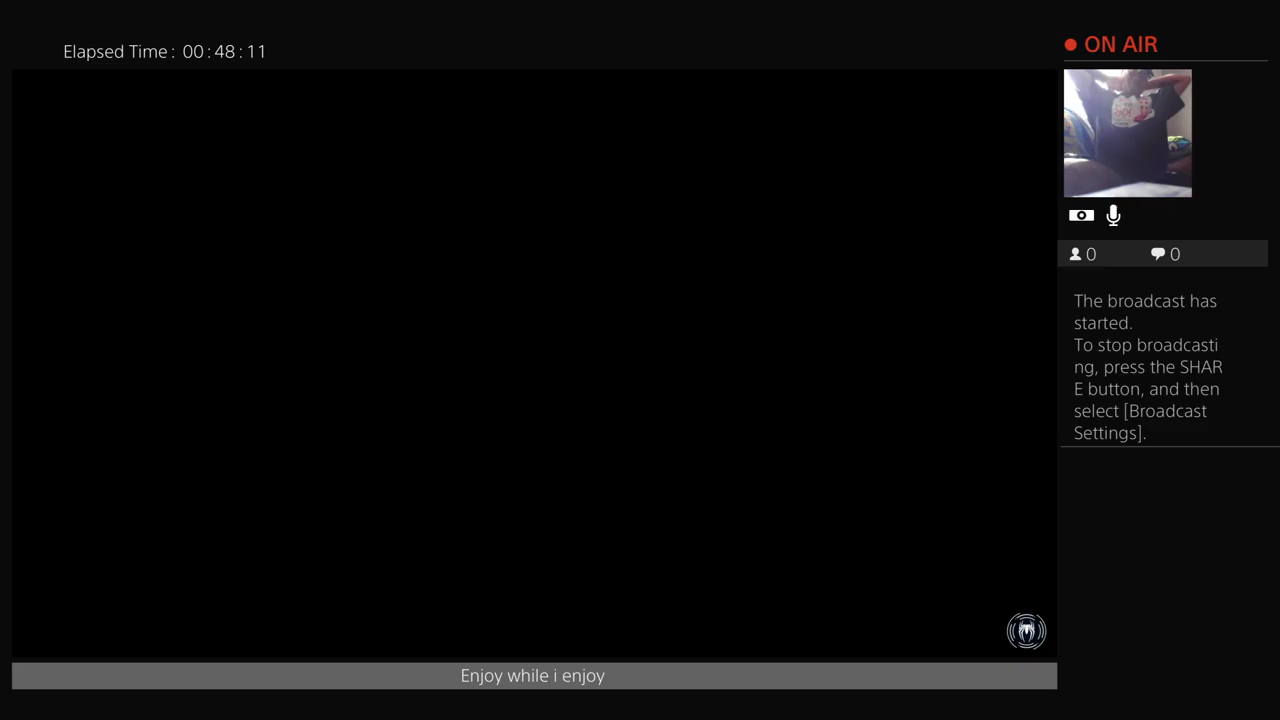 Elapsed Time : 00 : 48 : 11
ON AIR
0
0
The broadcast has
started.
To stop broadcasti
ng, press the SHAR
E button, and then
select [Broadcast
Settings].
Enjoy while i enjoy